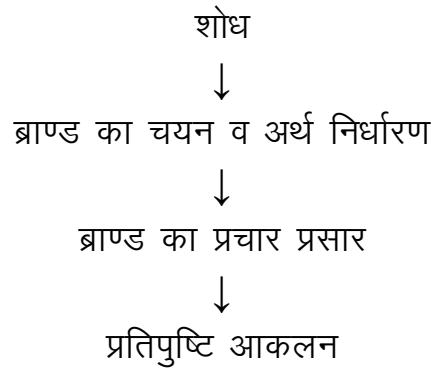 शोध
↓
ब्राण्ड का चयन व अर्थ निर्धारण
↓
ब्राण्ड का प्रचार प्रसार
↓
प्रतिपुष्टि आकलन